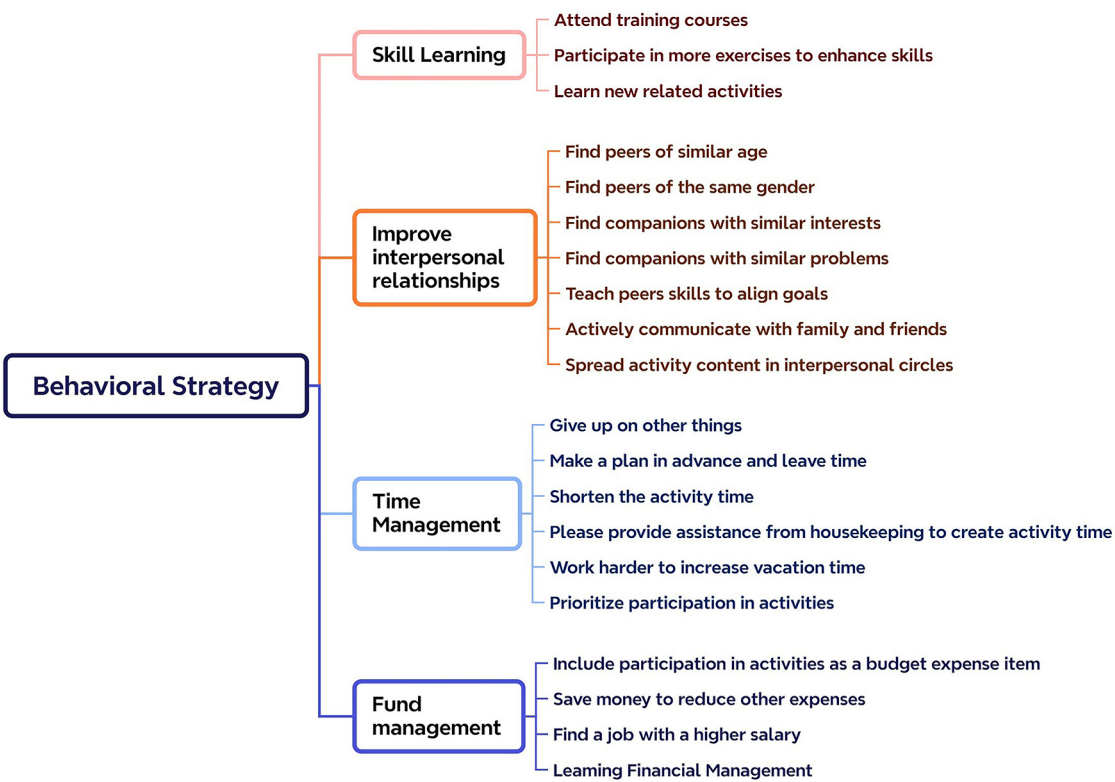 Behavioral Strategy
Skill Learning
Attend training courses
Participate in more exercises to enhance skills
Learn new related activities
Improve
interpersonal
relationships
Find peers of similar age
Find peers of the same gender
Find companions with similar interests
Find companions with similar problems
Teach peers skills to align goals
Actively communicate with family and friends
Spread activity content in interpersonal circles
Time
Management
Give up on other things
Make a plan in advance and leave time
Shorten the activity time
Please provide assistance from housekeeping to create activity time
Work harder to increase vacation time
Prioritize participation in activities
Fund
management
Include participation in activities as a budget expense item
Save money to reduce other expenses
Find a job with a higher salary
Leaming Financial Management